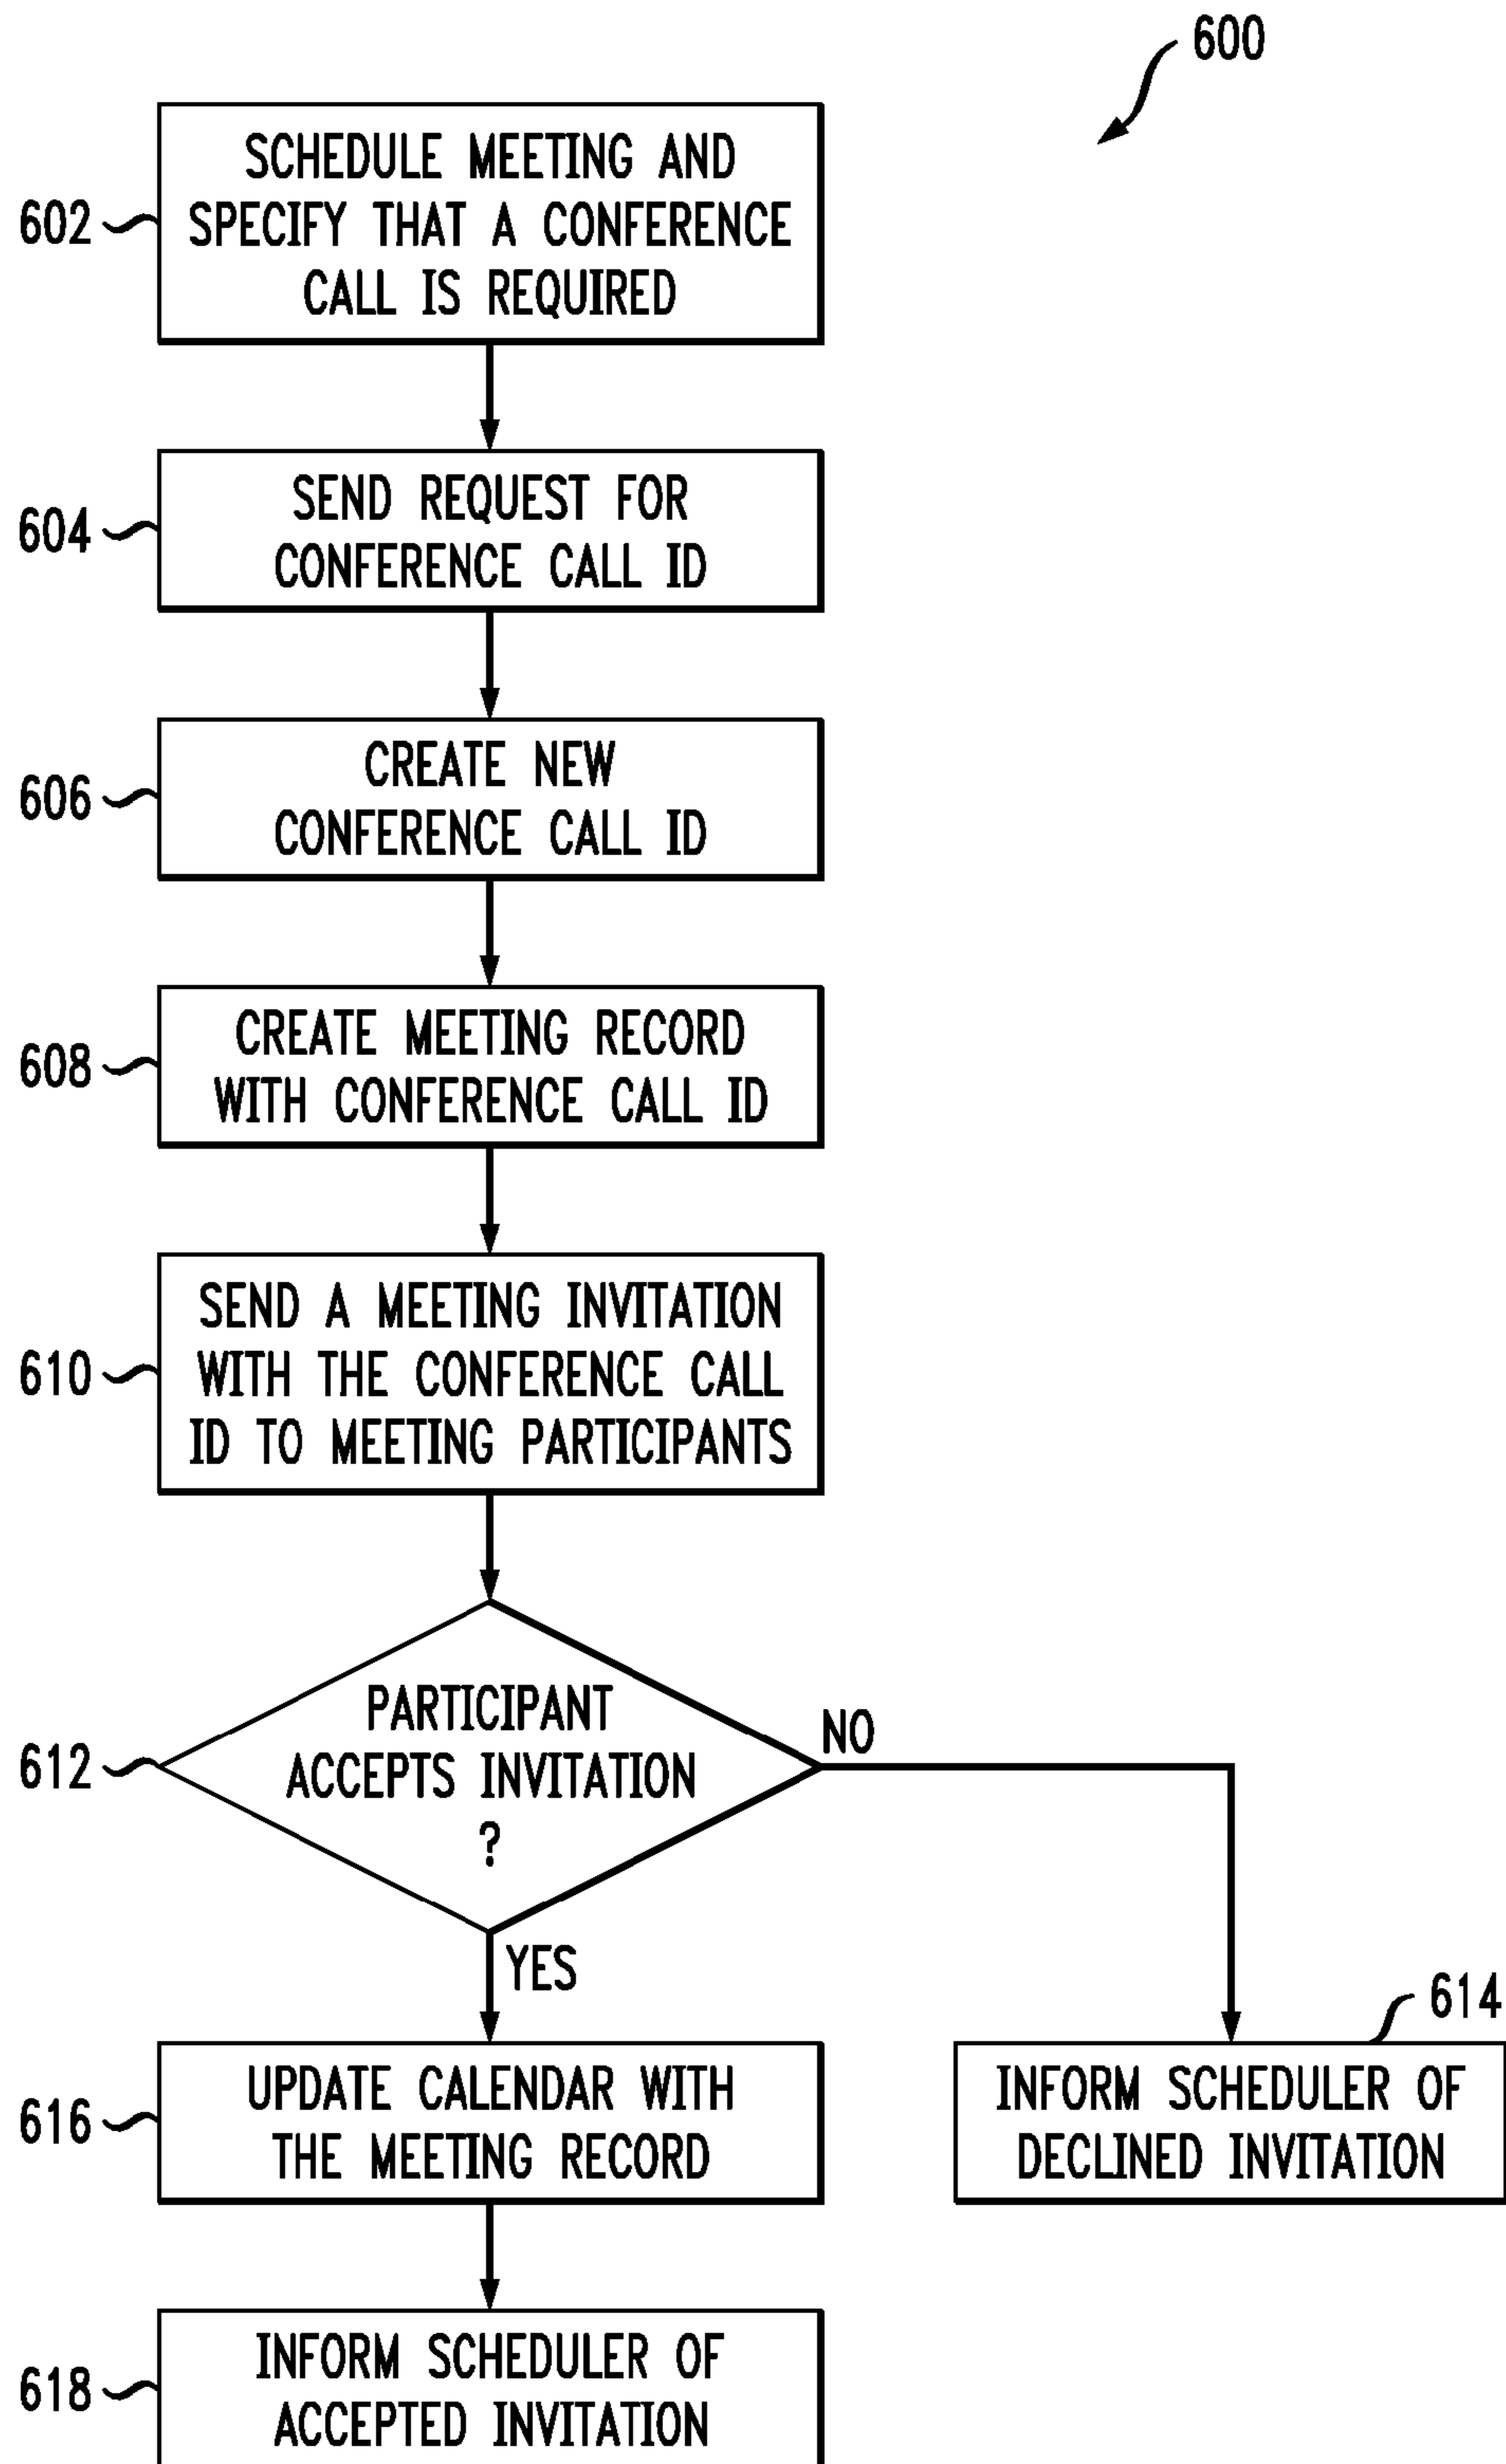 600
602
SCHEDULE MEETING AND
SPECIFY THAT A CONFERENCE
CALL IS REQUIRED
604
SEND REQUEST FOR
CONFERENCE CALL ID
606
CREATE NEW
CONFERENCE CALL ID
608
CREATE MEETING RECORD
WITH CONFERENCE CALL ID
610
SEND A MEETING INVITATION
WITH THE CONFERENCE CALL
ID TO MEETING PARTICIPANTS
612
PARTICIPANT
ACCEPTS INVITATION
?
NO
YES
614
616
UPDATE CALENDAR WITH
THE MEETING RECORD
INFORM SCHEDULER OF
DECLINED INVITATION
618
INFORM SCHEDULER OF
ACCEPTED INVITATION